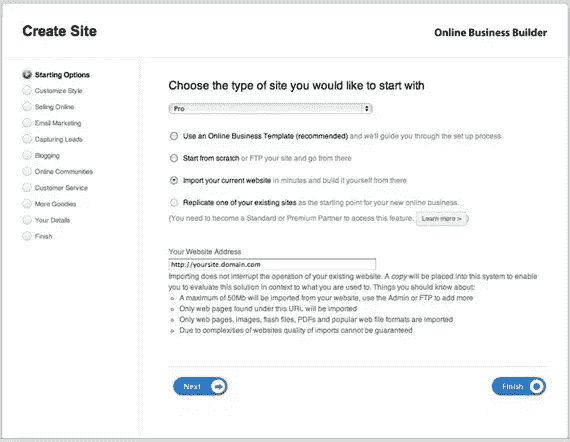 Create Site
Online Business Builder
Starting Options
Customize Style
Selling Online
Email Marketing
Capturing Leads
Blogging
Online Communities
Customer Service
More Goodies
Your Details
Finish
Choose the type of site you would like to start with
Pro
Use an Online Business Template (recommended) and we'll guide you through the set up process
Start from scratch or FTP your site and go from there
Import your current website in minutes and build it yourself from there
Replicate one of your existing sites as the starting point for your new online business.
(You need to become a Standard or Premium Partner to access this feature. Learn more > )
Your Website Address
http://yoursite.domain.com
Importing does not interrupt the operation of your existing website. A copy will be placed into this system to enable
you to evaluate this solution in context to what you are used to. Things you should know about:
A maximum of 50Mb will be imported from your website, use the Admin or FTP to add more
Only web pages found under this URL will be imported
Only web pages, images, flash files, PDFs and popular web file formats are imported
Due to complexities of websites quality of imports cannot be guaranteed
Next
Finish